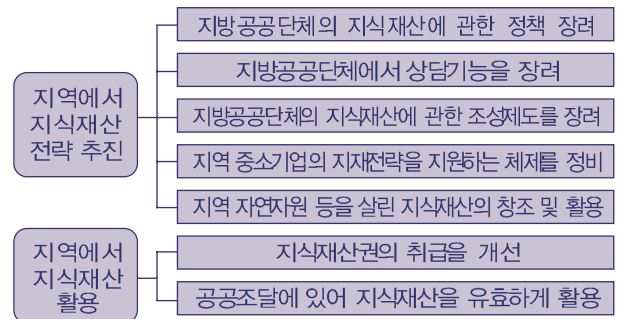 지역에서
지식재산
전략 추진
지방공공단체의 지식재산에 관한 정책 장려
지방공공단체에서 상담기능을 장려
지방공공단체의 지식재산에 관한 조성제도를 장려
지역 중소기업의 지재전략을 지원하는 체제를 정비
지역 자연자원 등을 살린 지식재산의 창조 및 활용
지역에서
지식재산
활용
지식재산권의 취급을 개선
공공조달에 있어 지식재산을 유효하게 활용